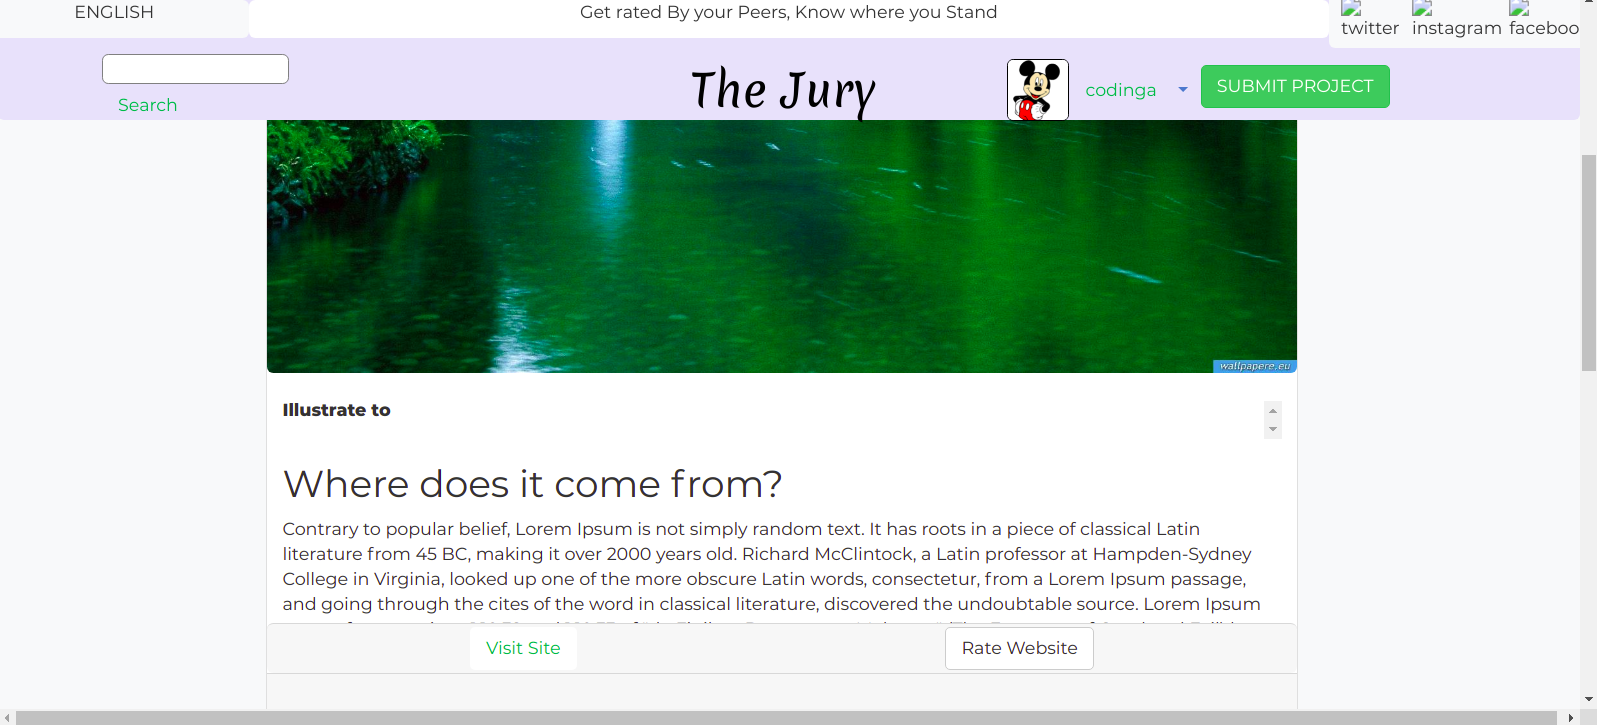 ENGLISH
Get rated By your Peers, Know where you Stand
twitter
instagram
faceboo
Search
The Jury
codinga
SUBMIT PROJECT
wallpapere.eu
Illustrate to
Where does it come from?
Contrary to popular belief, Lorem Ipsum is not simply random text. It has roots in a piece of classical Latin
literature from 45 BC, making it over 2000 years old. Richard McClintock, a Latin professor at Hampden-Sydney
College in Virginia, looked up one of the more obscure Latin words, consectetur, from a Lorem Ipsum passage,
and going through the cites of the word in classical literature, discovered the undoubtable source. Lorem Ipsum
Visit Site
Rate Website